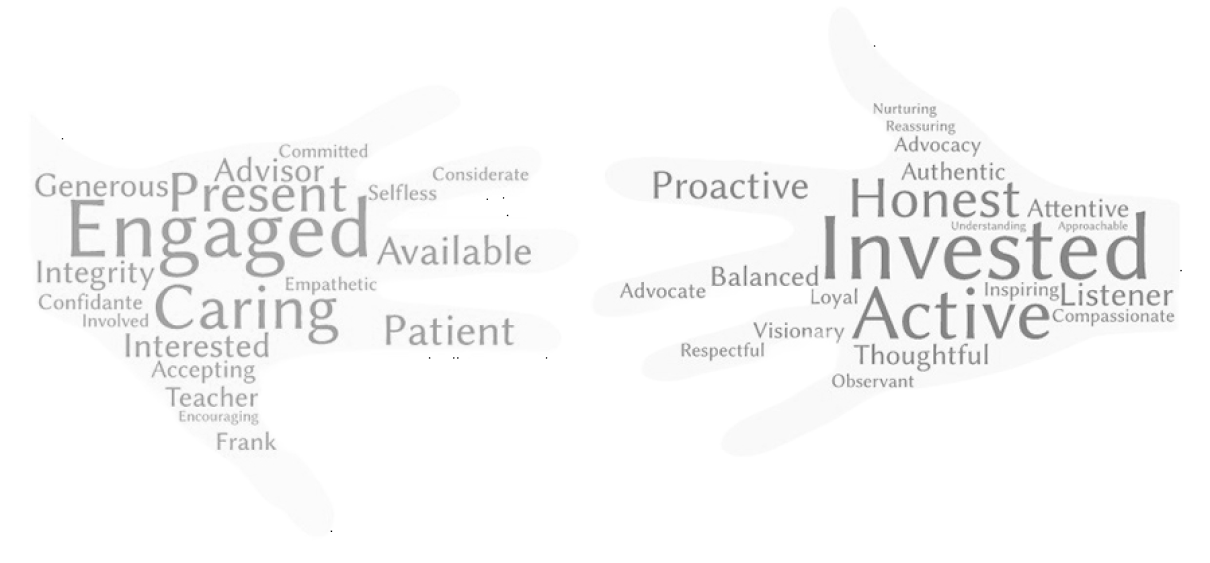 Committed
Advisor
Considerate
Generous
Present
Selfless
Engaged
Available
Integrity
Empathetic
Confidante
Caring
Involved
Patient
Interested
Accepting
Teacher
Encouraging
Frank
Nurturing
Reassuring
Advocacy
Authentic
Proactive
Honest
Attentive
Understanding
Approachable
Invested
Balanced
Advocate
Loyal
Inspiring
Listener
Active
Compassionate
Visionary
Respectful
Thoughtful
Observant